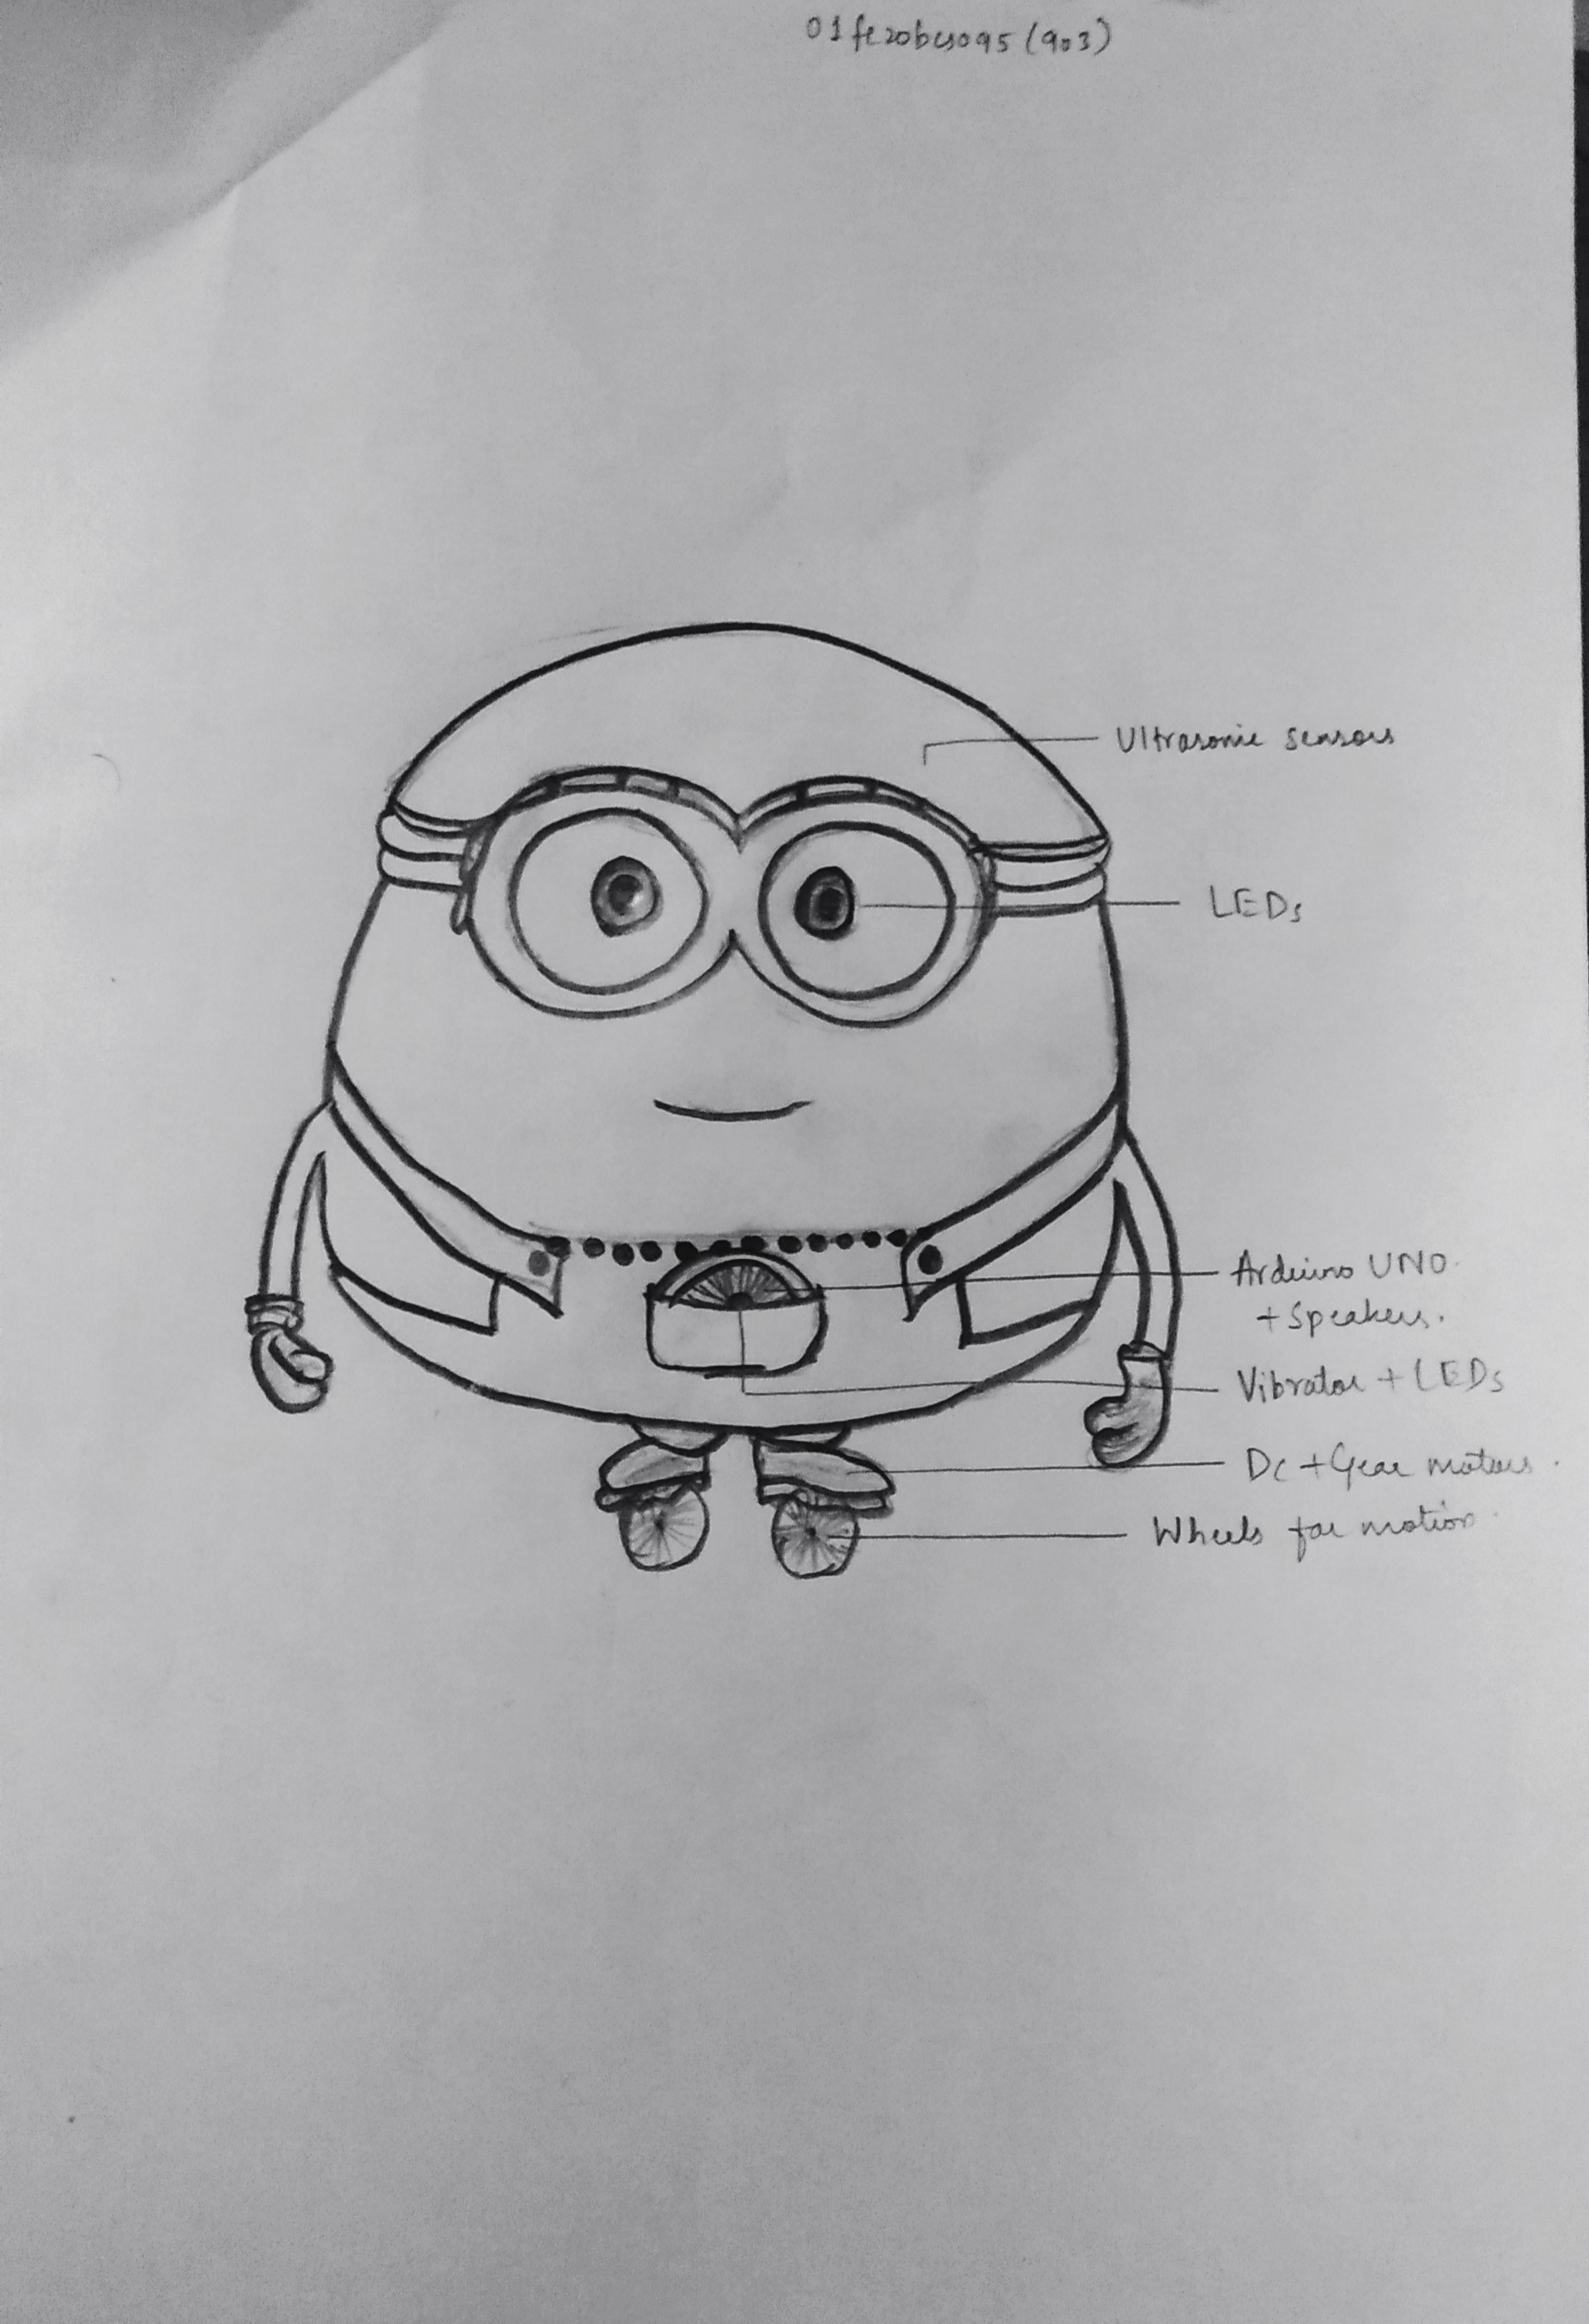 01fe20bcs095 (903)
Ultrasonic sensors
LEDs
Arduino UNO
+ Speakers.
Vibrator + LEDs
Dc + Gear motors.
Wheels for motion